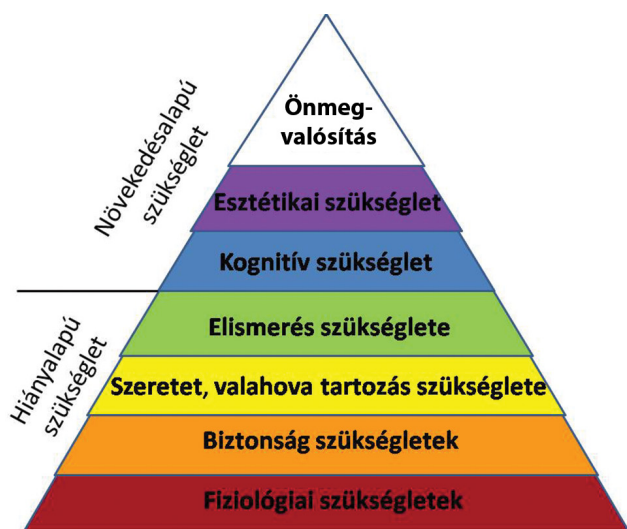 Önmeg-
valósítás
Növekedésalapú
szükséglet
Esztétikai szükséglet
Kognitív szükséglet
Elismerés szükséglete
Hiányalapú
szükséglet
Szeretet, valahova tartozás szükséglete
Biztonság szükségletek
Fiziológiai szükségletek